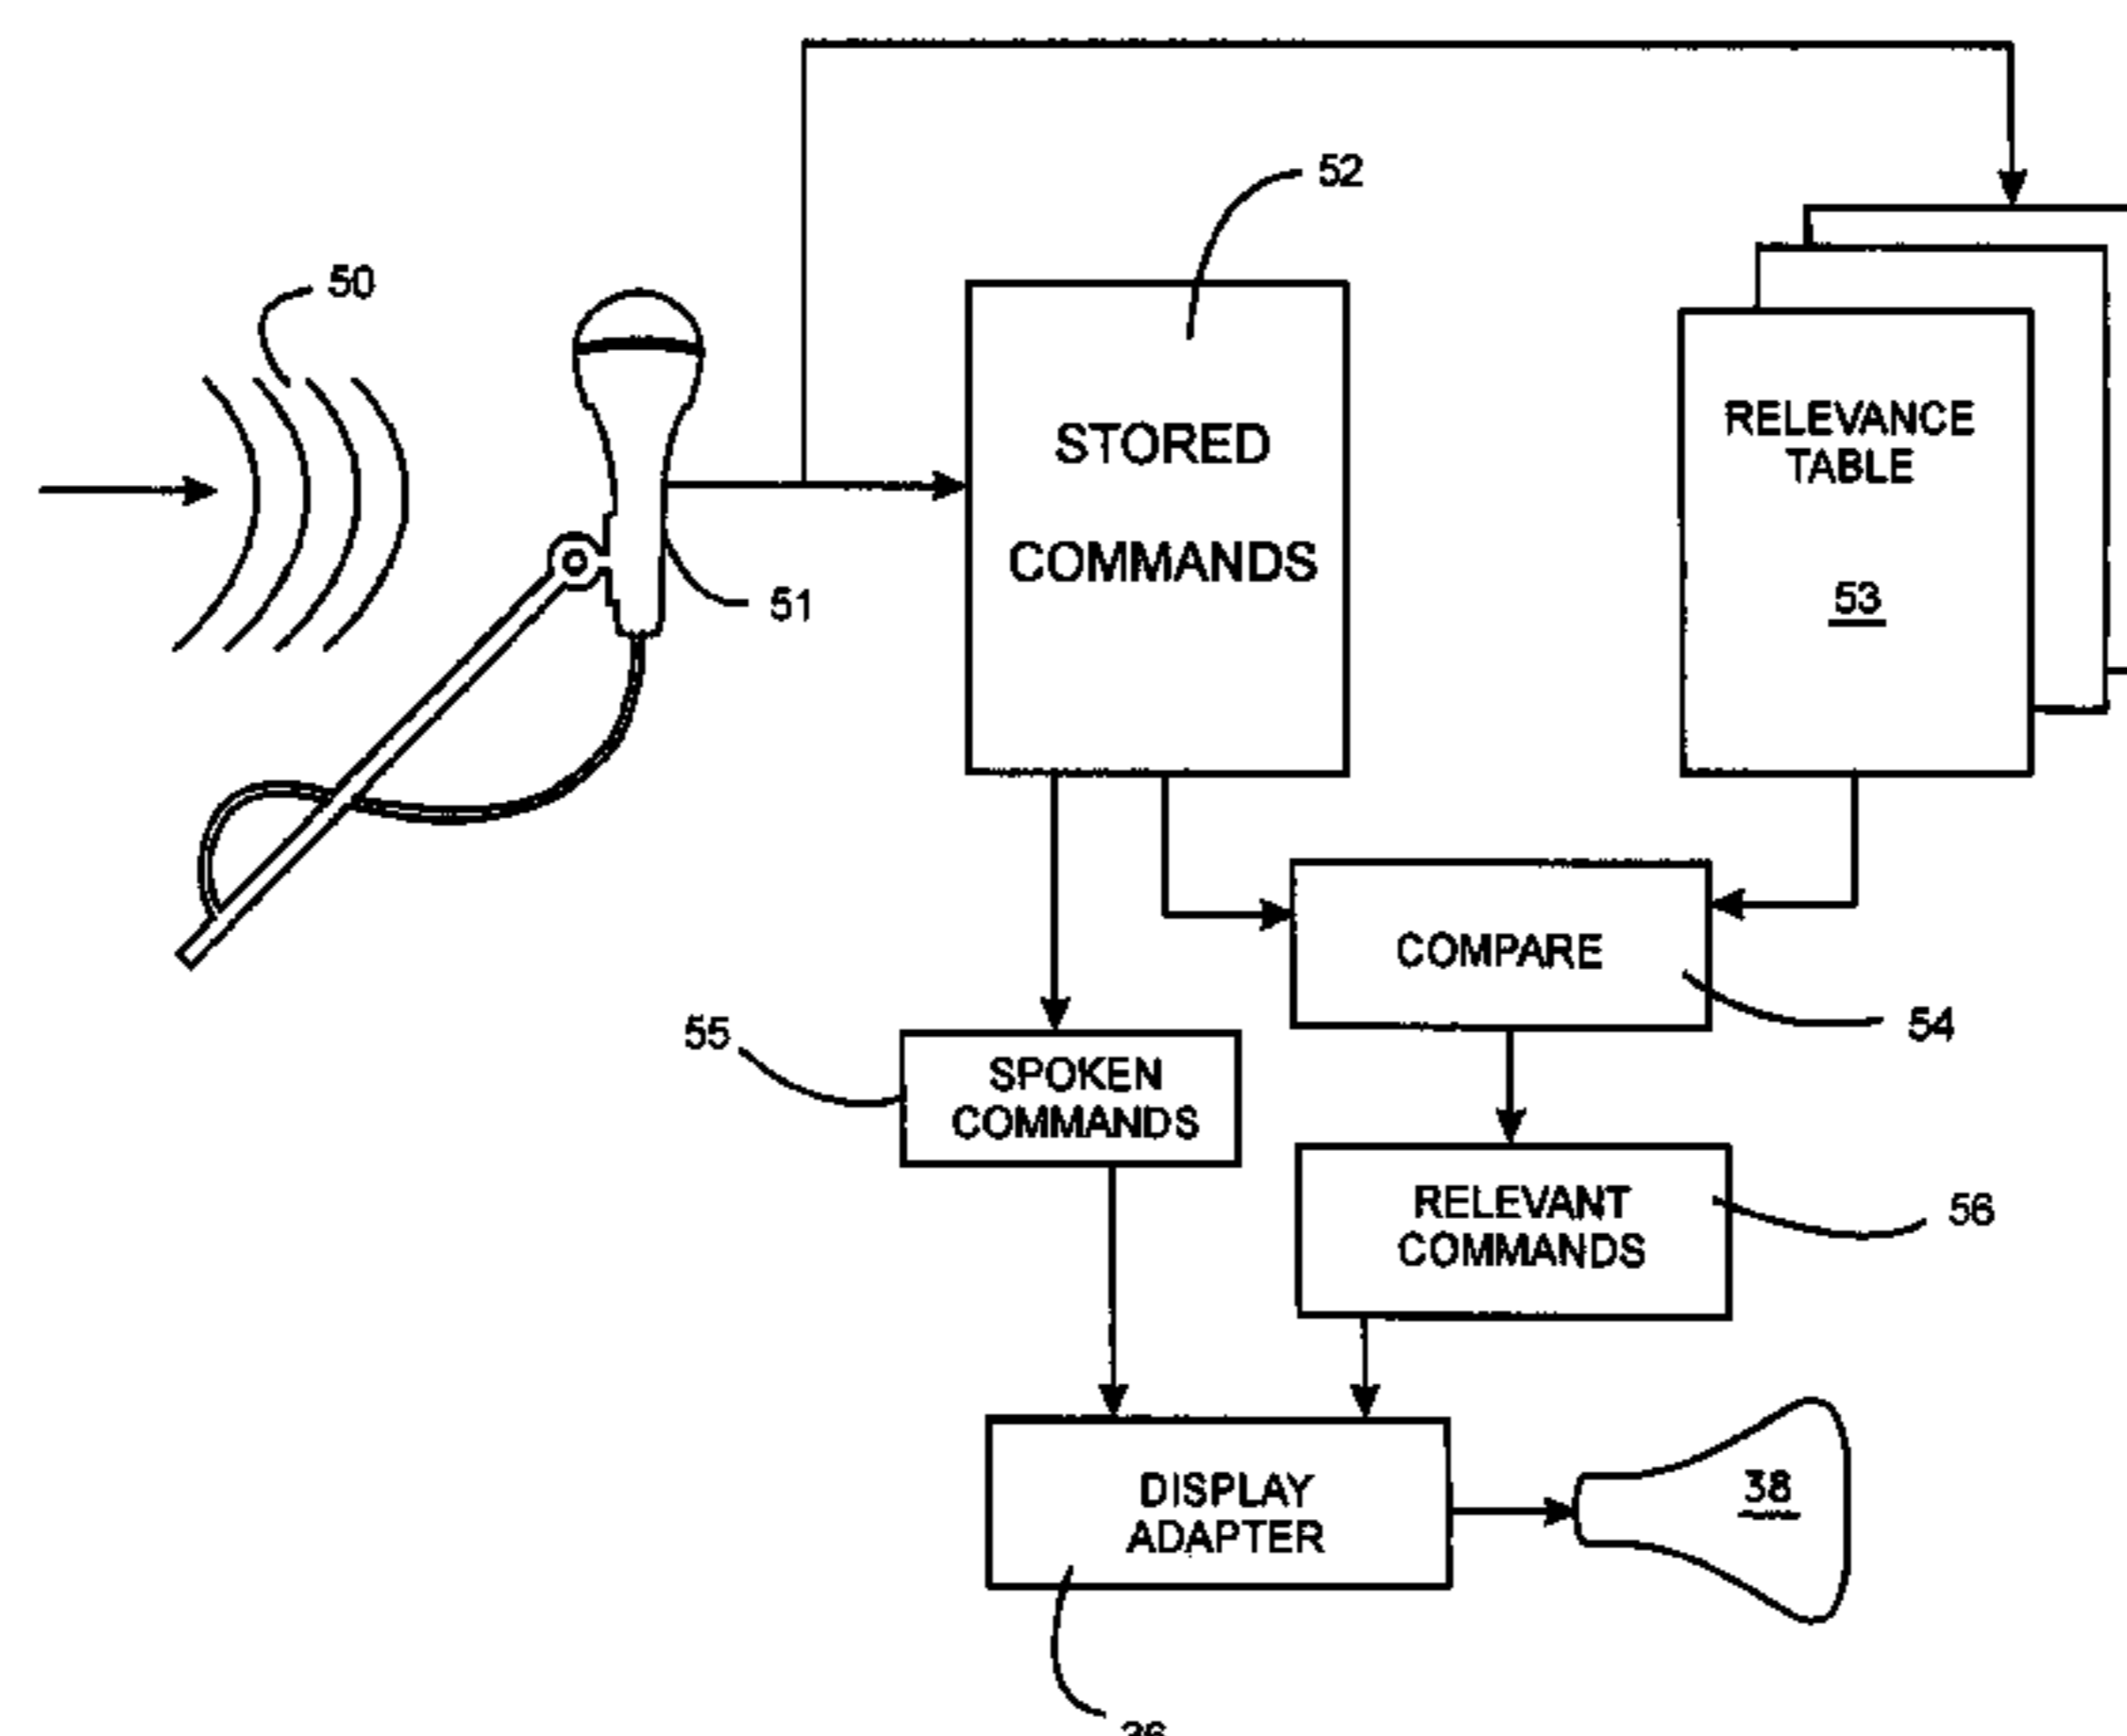 52
50
STORED
COMMANDS
RELEVANCE
TABLE
53
51
COMPARE
54
55
SPOKEN
COMMANDS
RELEVANT
COMMANDS
56
DISPLAY
ADAPTER
38
36